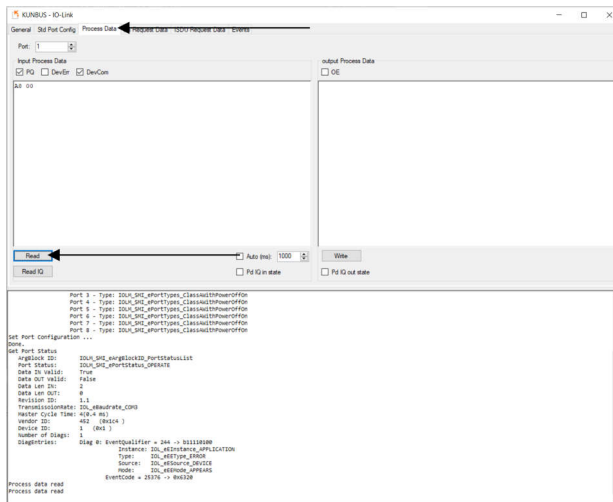 KUNBUS - IO-Link
General Std Port Config Process Data Request Data ISDU Request Data Events
Port: 1
Input Process Data
PQ DevErr DevCom
A8 00
output Process Data
OE
Read Auto (ms): 1000 Write
Read IQ Pd IQ in state Pd IQ out state
Port 3 - Type: IOLM_SMI_ePortTypes_ClassAWithPowerOffOn
Port 4 - Type: IOLM_SMI_ePortTypes_ClassAWithPowerOffOn
Port 5 - Type: IOLM_SMI_ePortTypes_ClassAWithPowerOffOn
Port 6 - Type: IOLM_SMI_ePortTypes_ClassAWithPowerOffOn
Port 7 - Type: IOLM_SMI_ePortTypes_ClassAWithPowerOffOn
Port 8 - Type: IOLM_SMI_ePortTypes_ClassAWithPowerOffOn
Set Port Configuration ...
Done.
Get Port Status
ArgBlock ID: IOLM_SMI_eArgBlockID_PortStatusList
Port Status: IOLM_SMI_ePortStatus_OPERATE
Data IN Valid: True
Data OUT Valid: False
Data Len IN: 2
Data Len OUT: 0
Revision ID: 1.1
TransmissionRate: IOL_eBaudrate_COM3
Master Cycle Time: 4(0.4 ms)
Vendor ID: 452 (0x1c4 )
Device ID: 1 (0x1 )
Number of Diags: 1
DiagEntries: Diag 0: EventQualifier = 244 -> b11110100
Instance: IOL_eEInstance_APPLICATION
Type: IOL_eEType_ERROR
Source: IOL_eESource_DEVICE
Mode: IOL_eEMode_APPEARS
EventCode = 25376 -> 0x6320
Process data read
Process data read